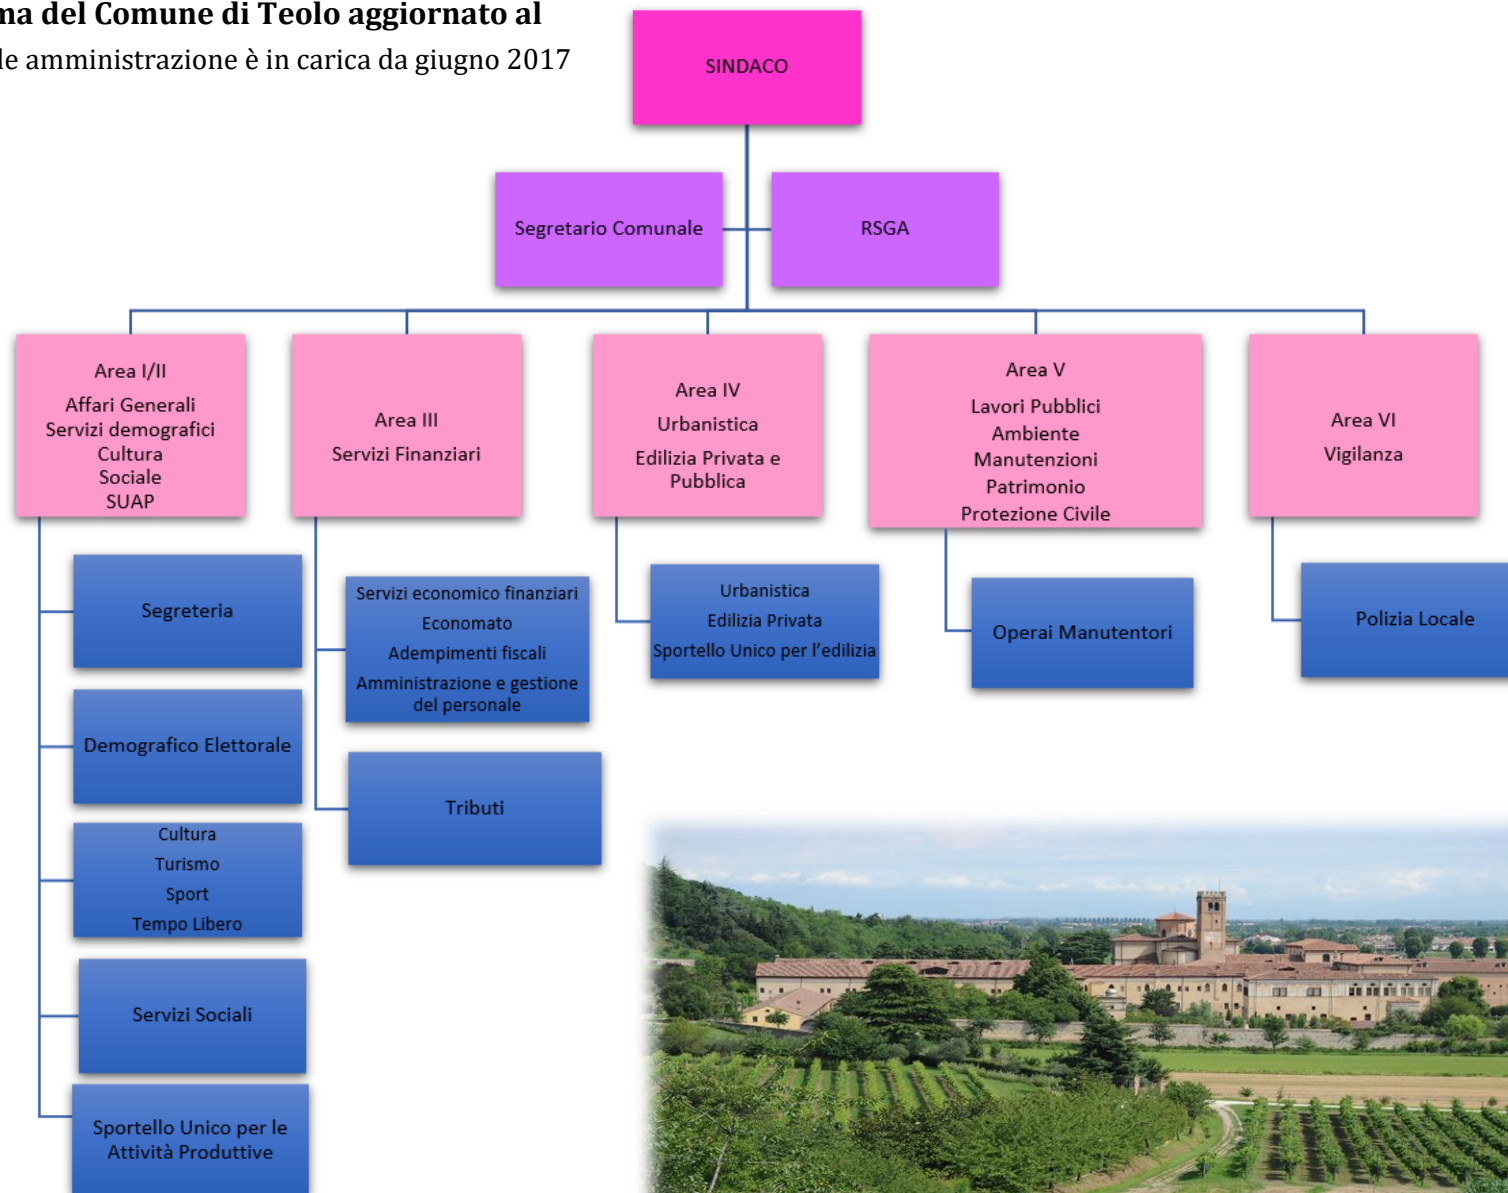 ma del Comune di Teolo aggiornato al
le amministrazione è in carica da giugno 2017
SINDACO
Segretario Comunale
RSGA
Area I/II
Affari Generali
Servizi demografici
Cultura
Sociale
SUAP
Area III
Servizi Finanziari
Area IV
Urbanistica
Edilizia Privata e
Pubblica
Area V
Lavori Pubblici
Ambiente
Manutenzioni
Patrimonio
Protezione Civile
Area VI
Vigilanza
Segreteria
Demografico Elettorale
Cultura
Turismo
Sport
Tempo Libero
Servizi Sociali
Sportello Unico per le
Attività Produttive
Servizi economico finanziari
Economato
Adempimenti fiscali
Amministrazione e gestione
del personale
Tributi
Urbanistica
Edilizia Privata
Sportello Unico per l'edilizia
Operai Manutentori
Polizia Locale